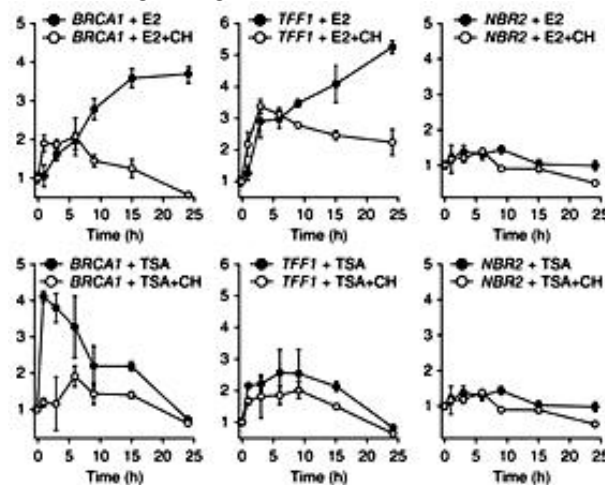 BRCA1 + E2
BRCA1 + E2+CH
5
4
3
2
1
0 5 10 15 20 25
Time (h)
TFF1 + E2
TFF1 + E2+CH
6
5
4
3
2
1
0 5 10 15 20 25
Time (h)
NBR2 + E2
NBR2 + E2+CH
5
4
3
2
1
0 5 10 15 20 25
Time (h)
BRCA1 + TSA
BRCA1 + TSA+CH
5
4
3
2
1
0 5 10 15 20 25
Time (h)
TFF1 + TSA
TFF1 + TSA+CH
6
5
4
3
2
1
0 5 10 15 20 25
Time (h)
NBR2 + TSA
NBR2 + TSA+CH
5
4
3
2
1
0 5 10 15 20 25
Time (h)